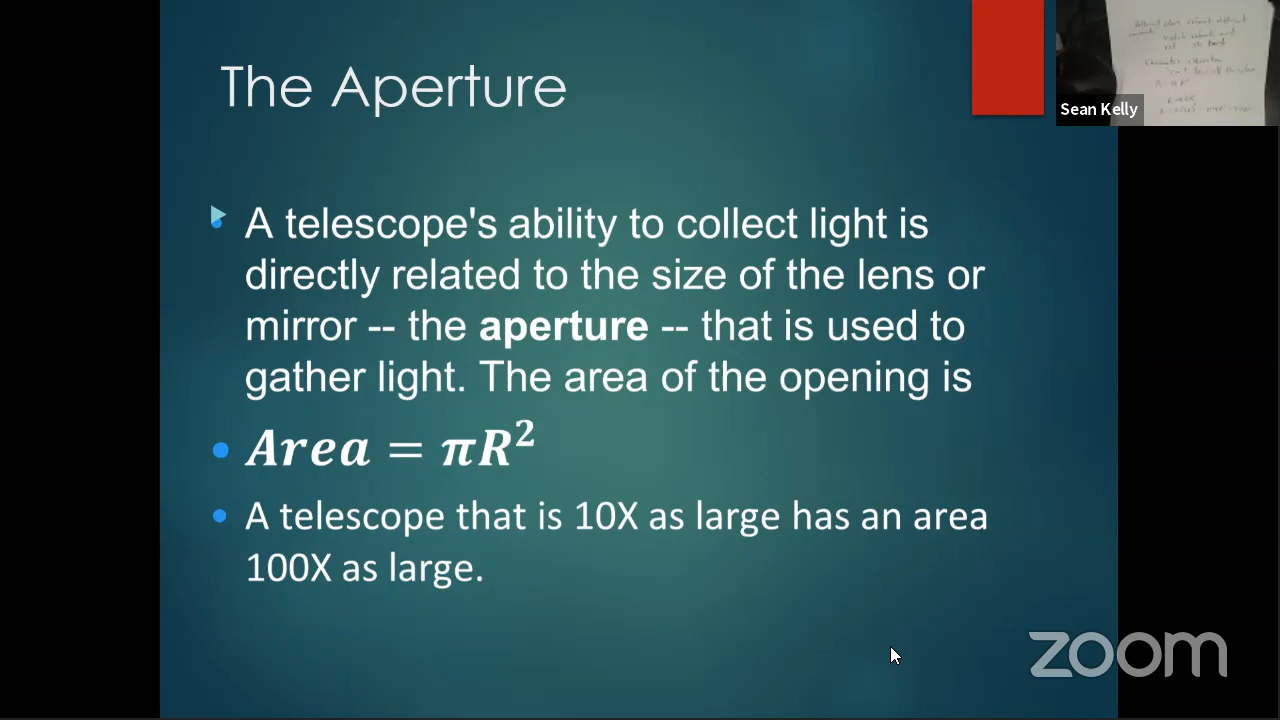 The Aperture
Sean Kelly
A telescope's ability to collect light is
directly related to the size of the lens or
mirror -- the aperture -- that is used to
gather light. The area of the opening is
Area = πR²
A telescope that is 10X as large has an area
100X as large.
zoom